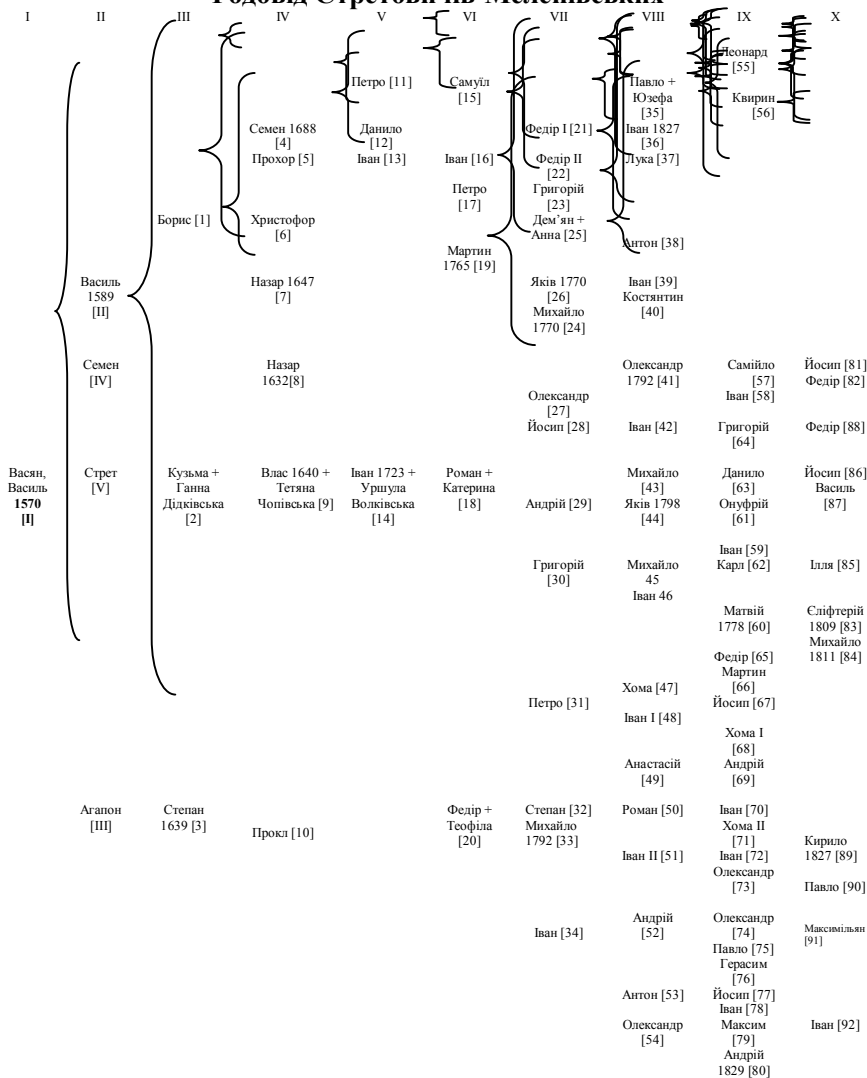 Родовід Стретовичів-Меленівських
I II III IV V VI VII VIII IX X
Леонард
[55]
Петро [11] Самуїл Павло +
[15] Юзефа Квирин
[35] [56]
Семен 1688 Данило Федір I [21] Іван 1827
[4] [12] [36]
Прохор [5] Іван [13] Іван [16] Федір II Лука [37]
[22]
Петро Григорій
[17] [23]
Борис [1] Христофор Дем’ян +
[6] Анна [25]
Антон [38]
Мартин
1765 [19]
Василь Назар 1647 Яків 1770 Іван [39]
1589 [7] [26] Костянтин
[II] Михайло [40]
1770 [24]
Семен Назар Олександр Самійло Йосип [81]
[IV] 1632[8] 1792 [41] [57] Федір [82]
Олександр Іван [58]
[27]
Йосип [28] Іван [42] Григорій Федір [88]
[64]
Васян, Стрет Кузьма + Влас 1640 + Іван 1723 + Роман + Михайло Данило Йосип [86]
Василь [V] Ганна Тетяна Уршула Катерина [43] [63] Василь
1570 Дідківська Чопівська [9] Волківська [18] Андрій [29] Яків 1798 Онуфрій [87]
[I] [2] [14] [44] [61]
Іван [59]
Григорій Михайло Карл [62] Ілля [85]
[30] 45
Іван 46
Матвій Єліфтерій
1778 [60] 1809 [83]
Михайло
Федір [65] 1811 [84]
Мартин
Хома [47] [66]
Петро [31] Йосип [67]
Іван I [48]
Хома I
[68]
Анастасій Андрій
[49] [69]
Агапон Степан Федір + Степан [32] Роман [50] Іван [70]
[III] 1639 [3] Прокл [10] Теофіла Михайло Хома II
[20] 1792 [33] [71] Кирило
Іван II [51] Іван [72] 1827 [89]
Олександр
[73] Павло [90]
Андрій Олександр
Іван [34] [52] [74] Максимільян
Павло [75] [91]
Герасим
[76]
Антон [53] Йосип [77]
Іван [78]
Олександр Максим Іван [92]
[54] [79]
Андрій
1829 [80]